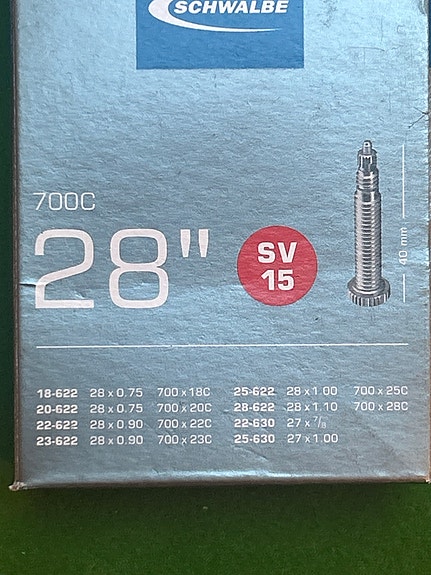 SCHWALBE
700C
28"
SV
15
40 mm
18-622 28 x 0.75 700 x 18C
20-622 28 x 0.75 700 x 20C
22-622 28 x 0.90 700 x 22C
23-622 28 x 0.90 700 x 23C
25-622 28 x 1.00 700 x 25C
28-622 28 x 1.10 700 x 28C
22-630 27 x 7/8
25-630 27 x 1.00